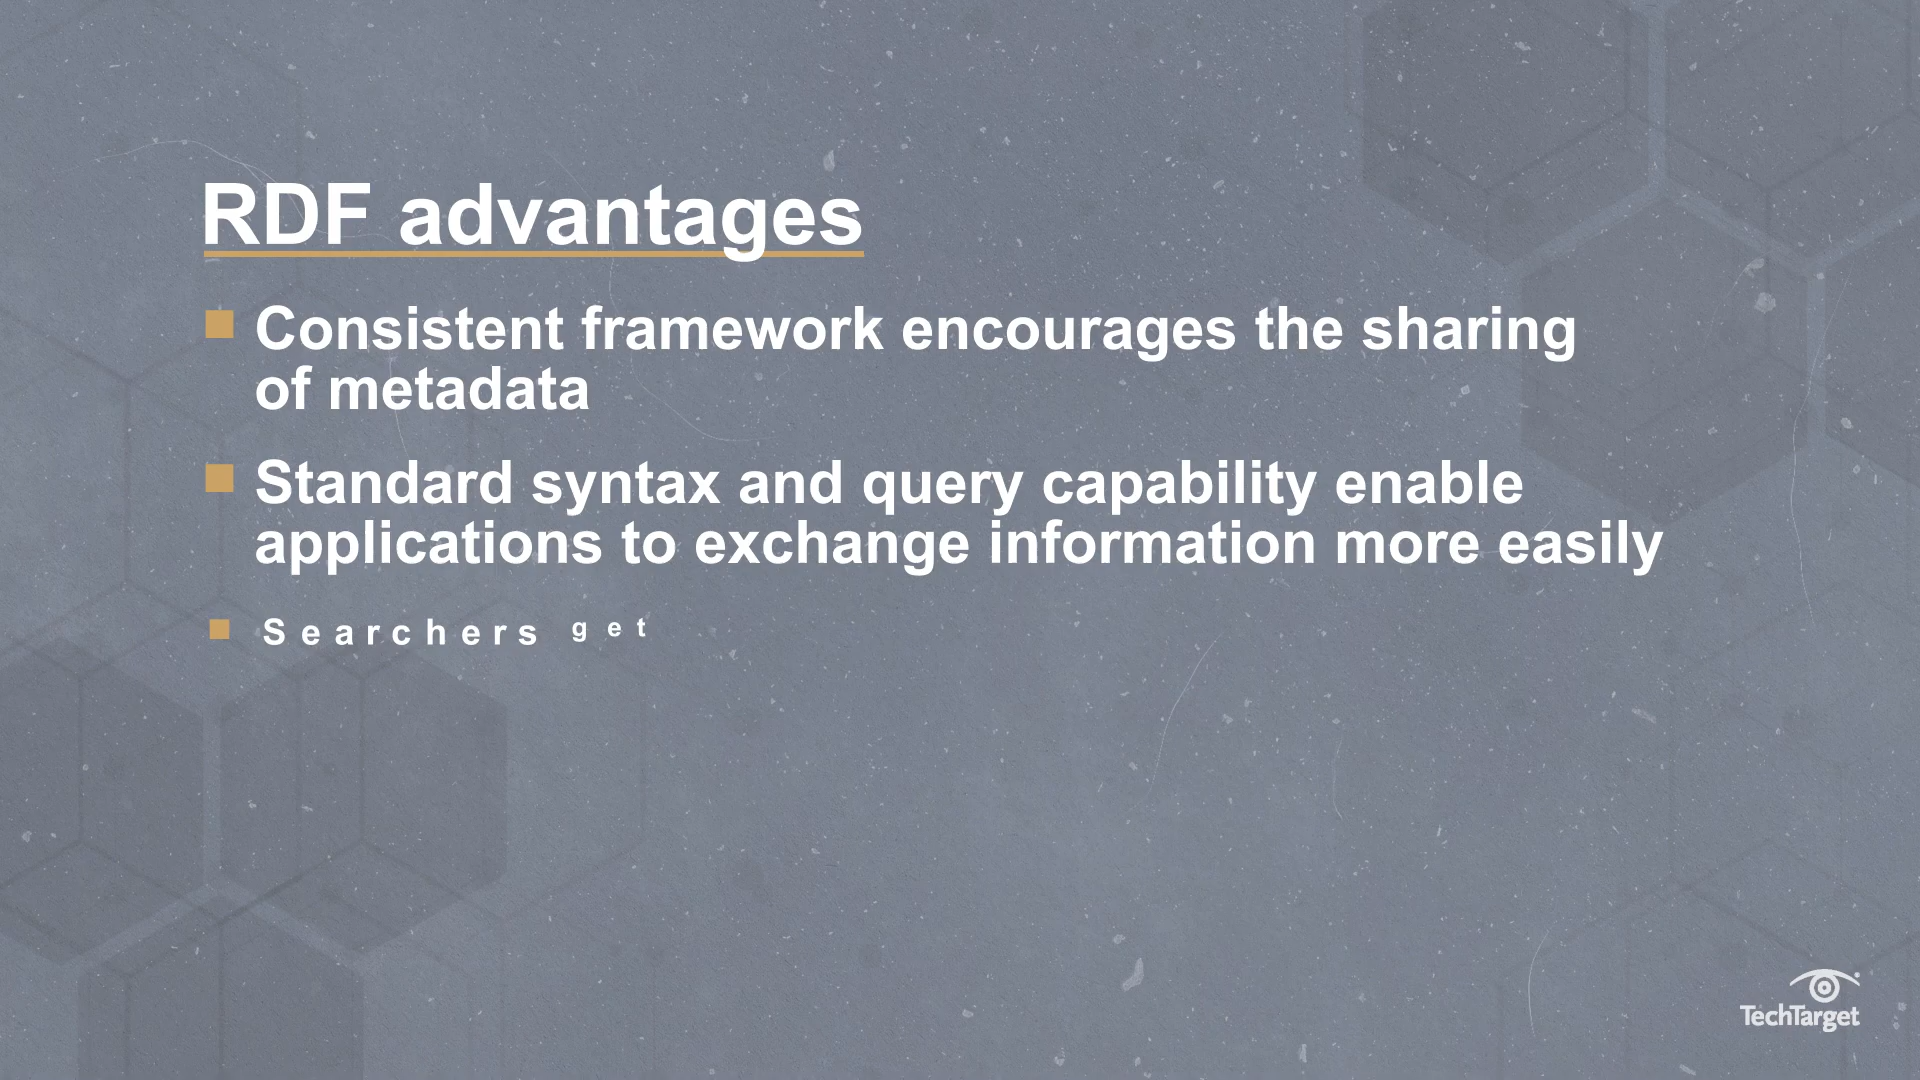 RDF advantages
Consistent framework encourages the sharing
of metadata
Standard syntax and query capability enable
applications to exchange information more easily
Searchers get
TechTarget